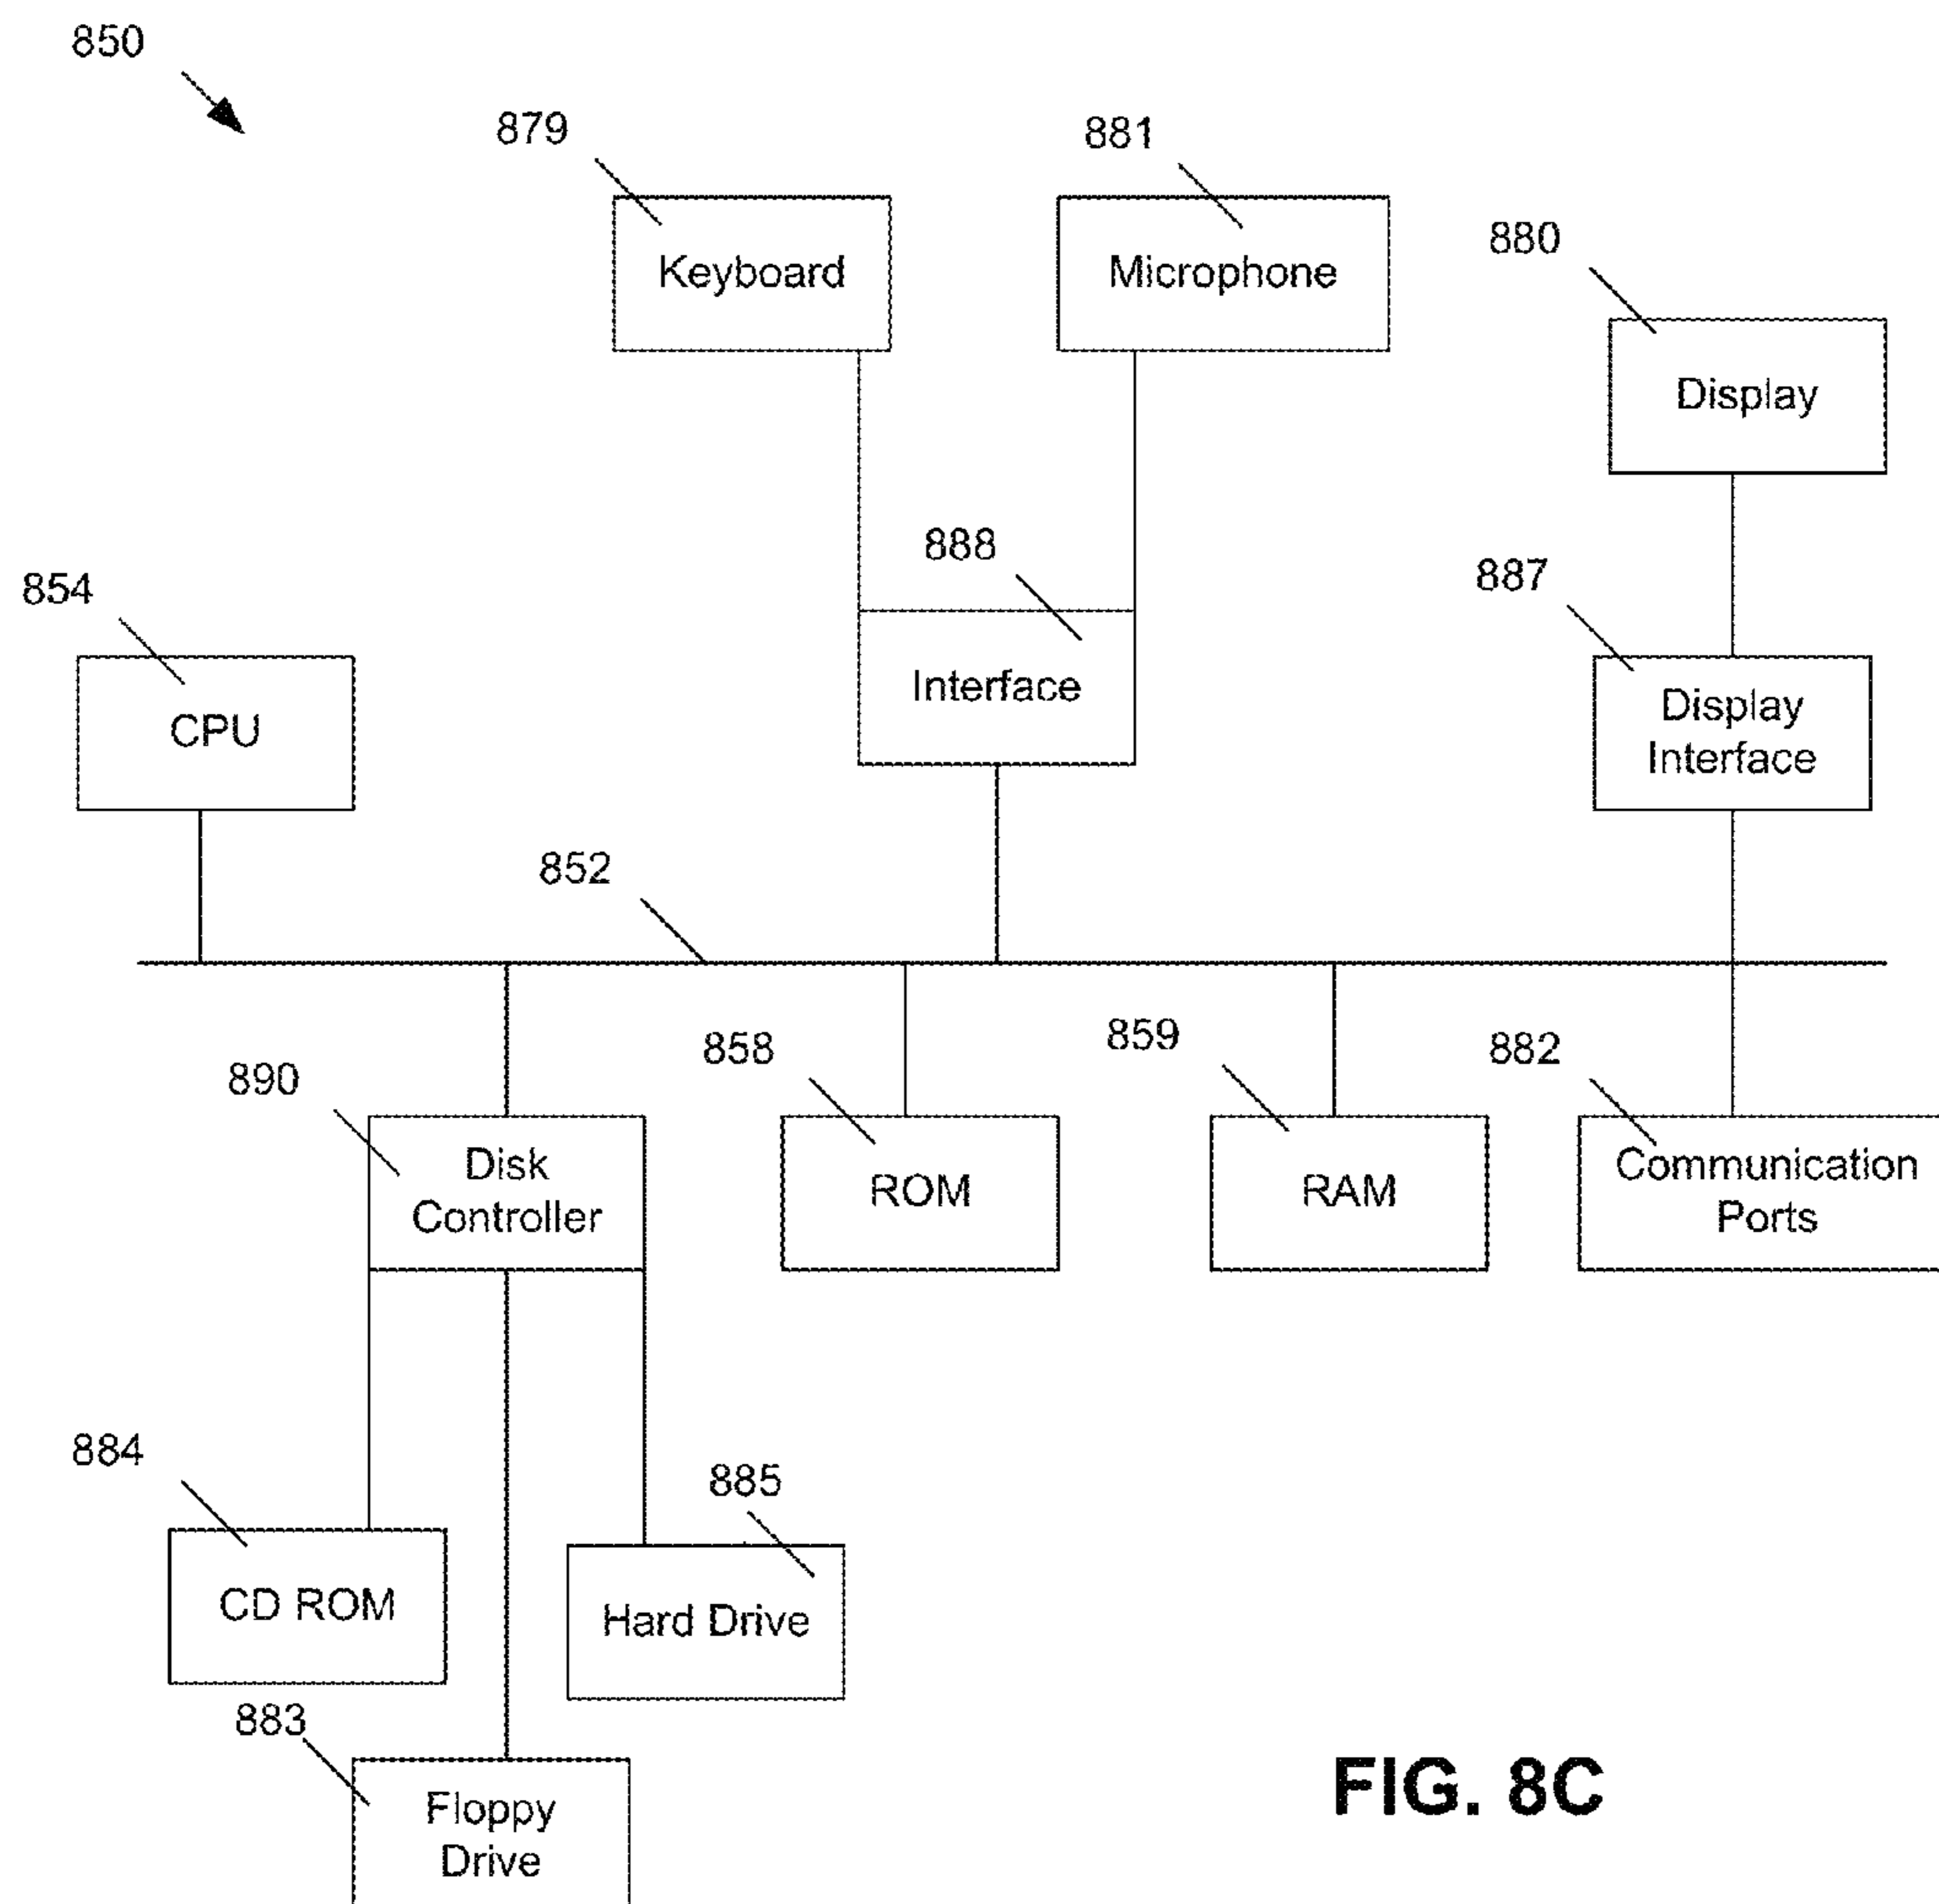 850
879
881
Keyboard
Microphone
880
Display
888
854
887
Interface
CPU
Display
Interface
852
890
858
859
882
Disk
Controller
ROM
RAM
Communication
Ports
884
885
CD ROM
Hard Drive
883
Floppy
Drive
FIG. 8C